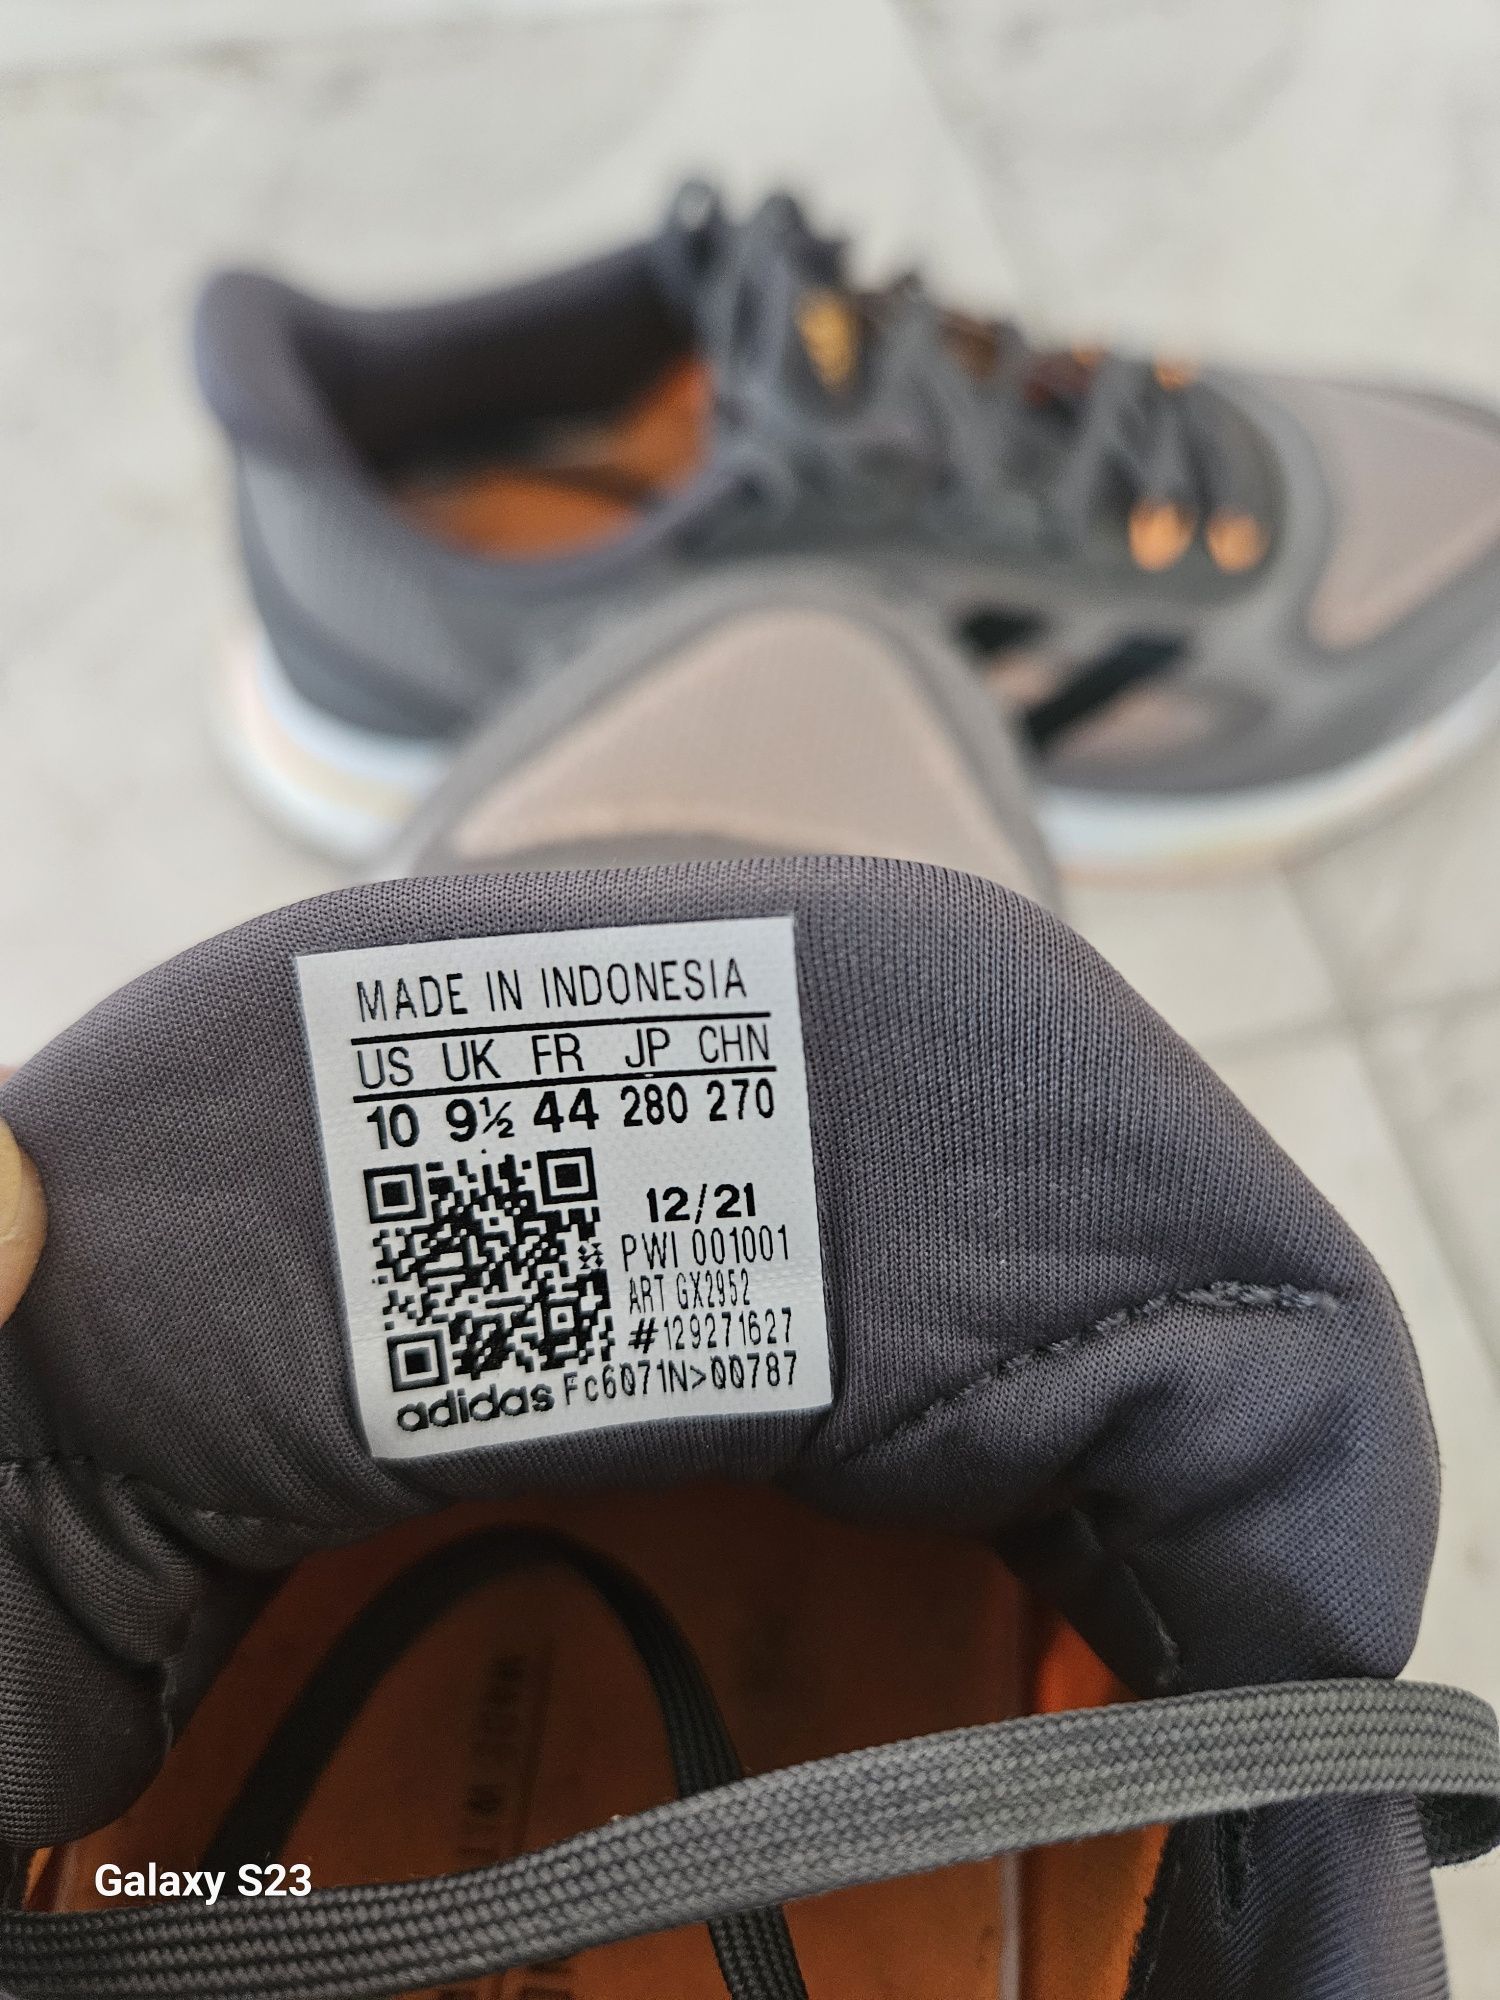 MADE IN INDONESIA
US UK FR JP CHN
10 9½ 44 280 270
12/21
PWI 001001
ART GX2952
#129271627
adidas Fc6071N>00787
Galaxy S23